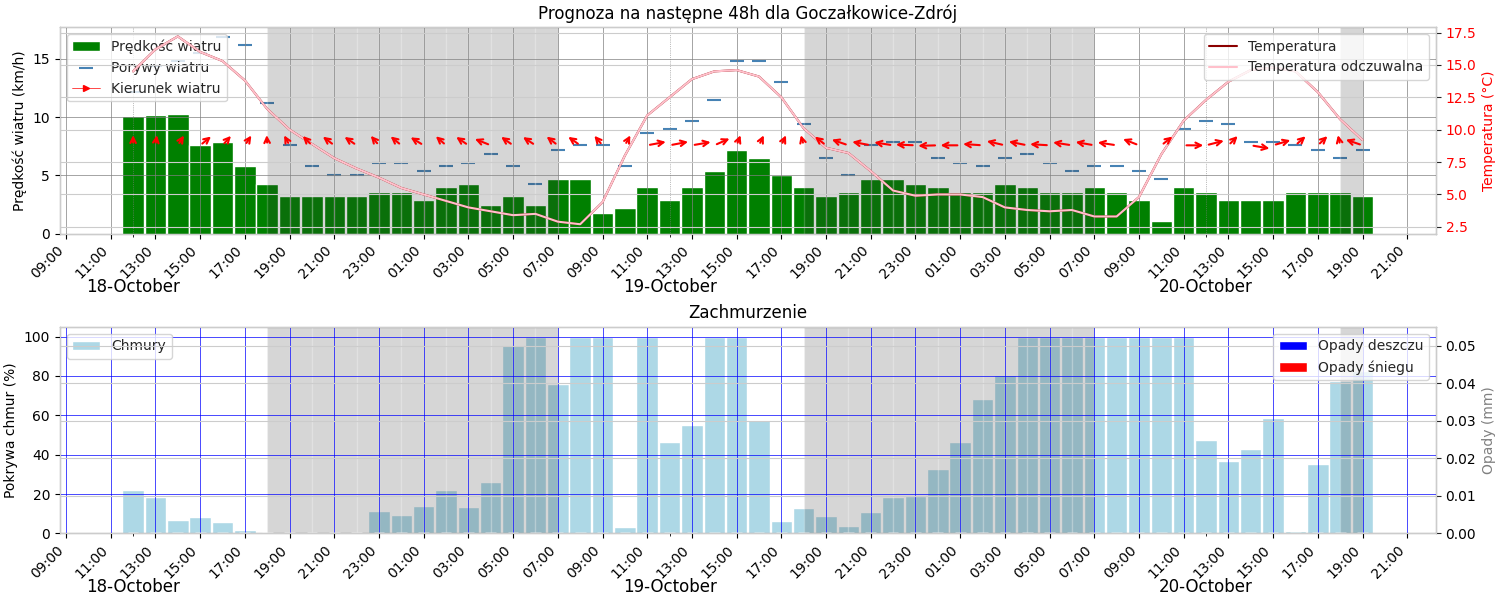 Prognoza na następne 48h dla Goczałkowice-Zdrój
Prędkość wiatru (km/h)
15
10
5
0
Prędkość wiatru
Porywy wiatru
Kierunek wiatru
Temperatura
Temperatura odczuwalna
17.5
15.0
12.5
10.0
7.5
5.0
2.5
Temperatura (°C)
09:00 11:00 13:00 15:00 17:00 19:00 21:00 23:00 01:00 03:00 05:00 07:00 09:00 11:00 13:00 15:00 17:00 19:00 21:00 23:00 01:00 03:00 05:00 07:00 09:00 11:00 13:00 15:00 17:00 19:00 21:00
18-October 19-October 20-October
Zachmurzenie
Pokrywa chmur (%)
100
80
60
40
20
0
Chmury
Opady deszczu
Opady śniegu
0.05
0.04
0.03
0.02
0.01
0.00
Opady (mm)
09:00 11:00 13:00 15:00 17:00 19:00 21:00 23:00 01:00 03:00 05:00 07:00 09:00 11:00 13:00 15:00 17:00 19:00 21:00 23:00 01:00 03:00 05:00 07:00 09:00 11:00 13:00 15:00 17:00 19:00 21:00
18-October 19-October 20-October